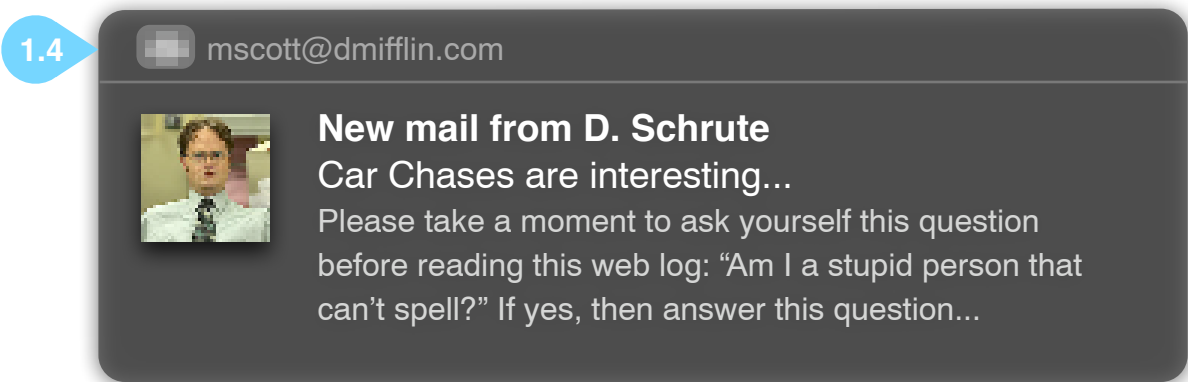 1.4
mscott@dmifflin.com
New mail from D. Schrute
Car Chases are interesting...
Please take a moment to ask yourself this question
before reading this web log: “Am I a stupid person that
can’t spell?” If yes, then answer this question...